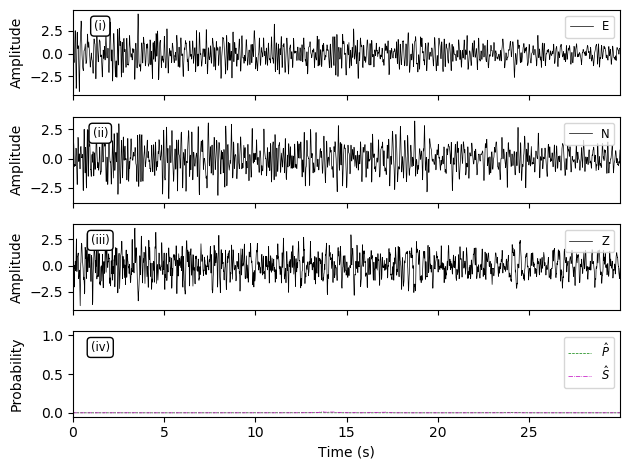 (i)
E
2.5
0.0
−2.5
Amplitude
(ii)
N
2.5
0.0
−2.5
Amplitude
(iii)
Z
2.5
0.0
−2.5
Amplitude
(iv)
P̂
Ŝ
1.0
0.5
0.0
Probability
0 5 10 15 20 25
Time (s)